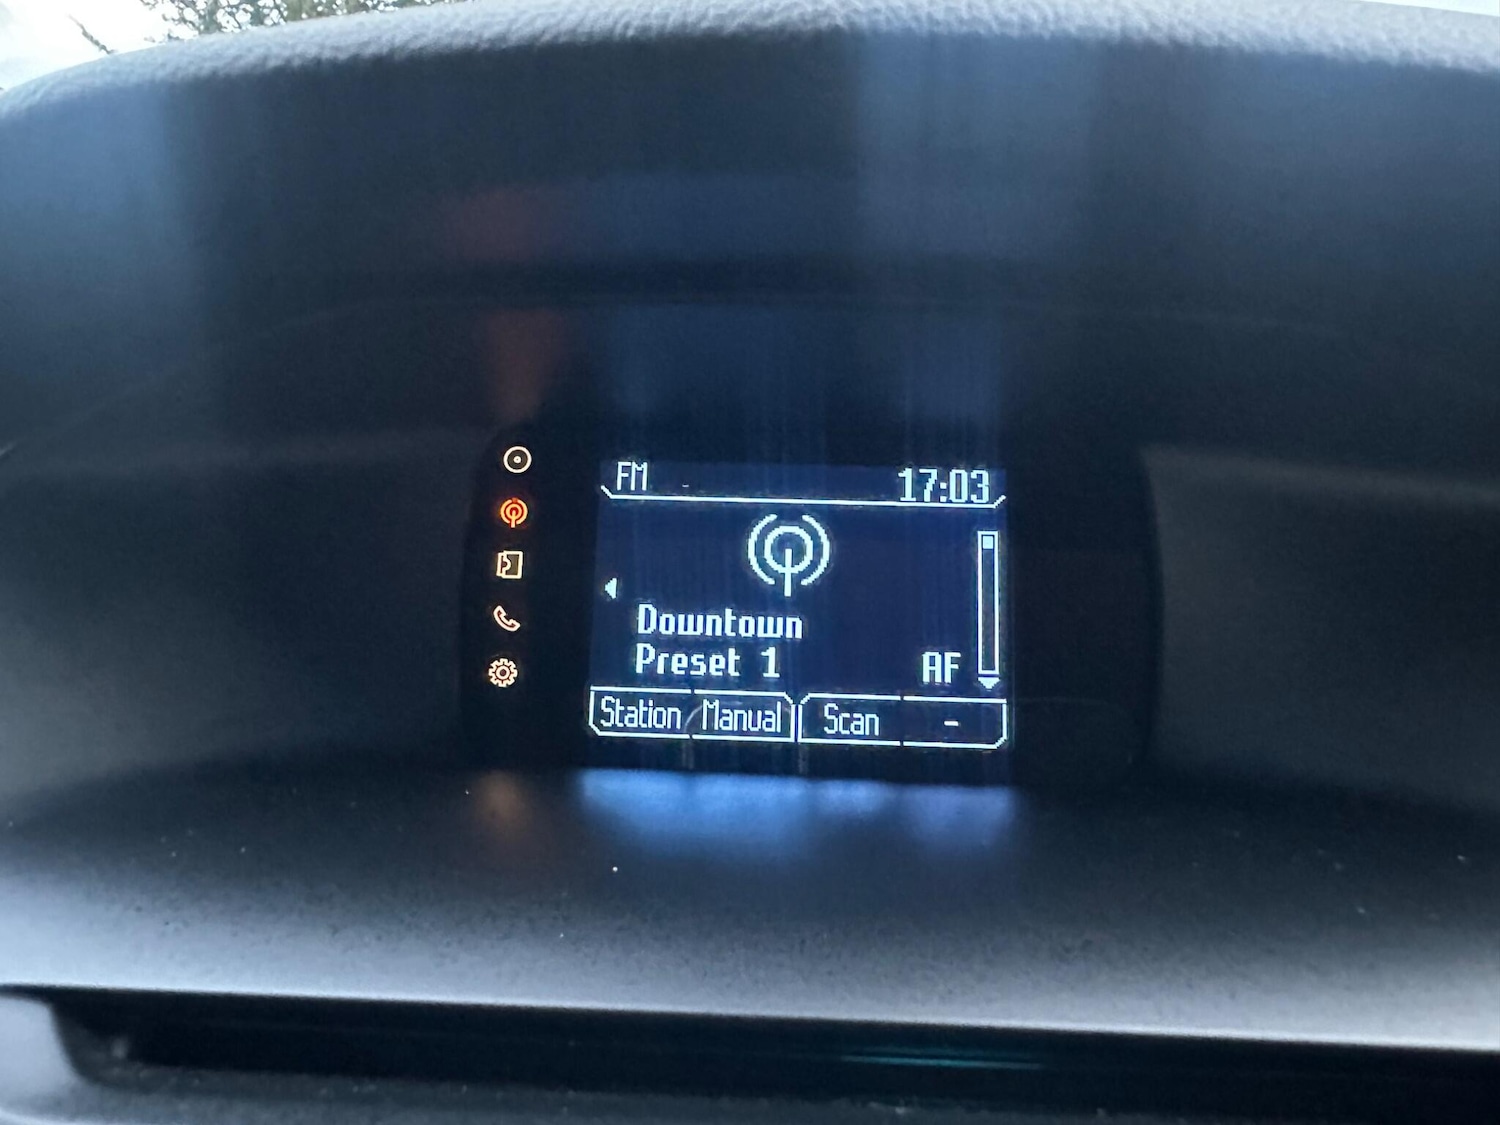 FM 17:03
Downtown
Preset 1 AF
Station Manual Scan -